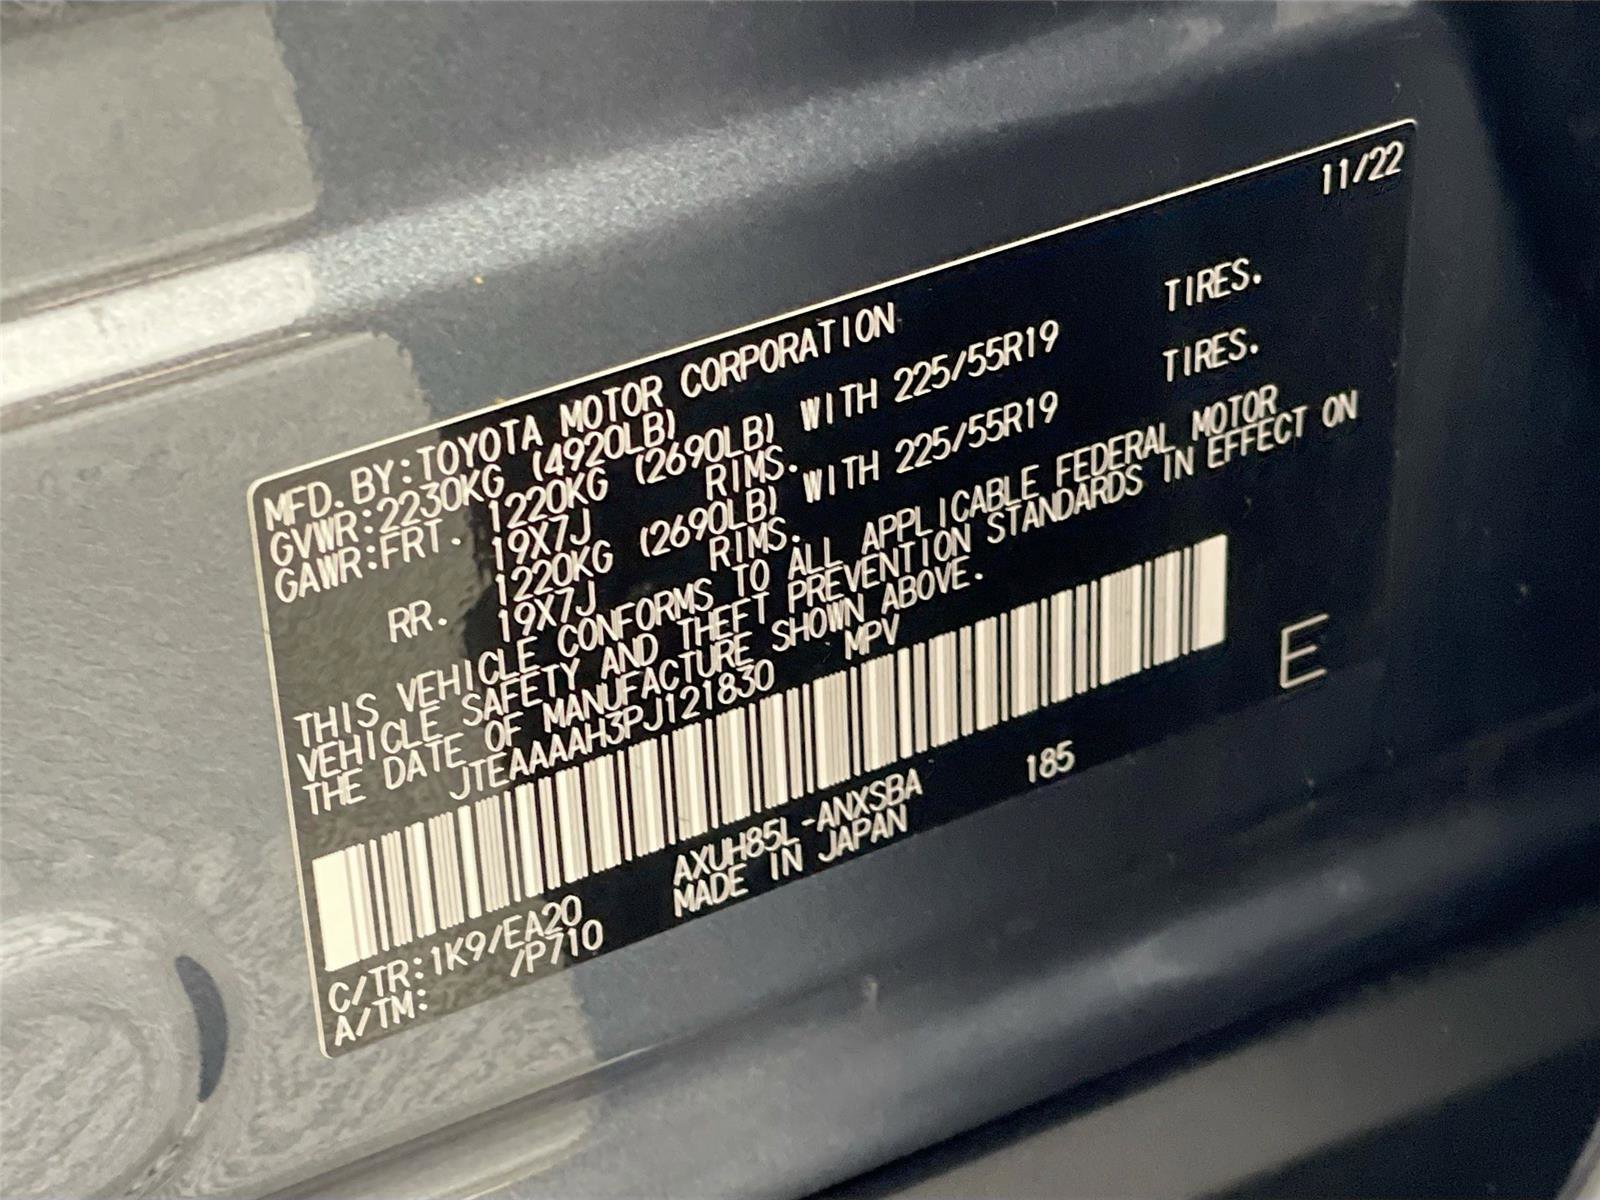 11/22
MFD. BY: TOYOTA MOTOR CORPORATION
GVWR: 2230KG (4920LB)
GAWR: FRT. 1220KG (2690LB) WITH 225/55R19 TIRES.
19X7J RIMS.
RR. 1220KG (2690LB) WITH 225/55R19 TIRES.
19X7J RIMS.
THIS VEHICLE CONFORMS TO ALL APPLICABLE FEDERAL MOTOR
VEHICLE SAFETY AND THEFT PREVENTION STANDARDS IN EFFECT ON
THE DATE OF MANUFACTURE SHOWN ABOVE.
JTEAAAAH3PJ121830 MPV
E
AXUH85L-ANXSBA 185
C/TR: 1K9/EA20 MADE IN JAPAN
A/TM: /P710